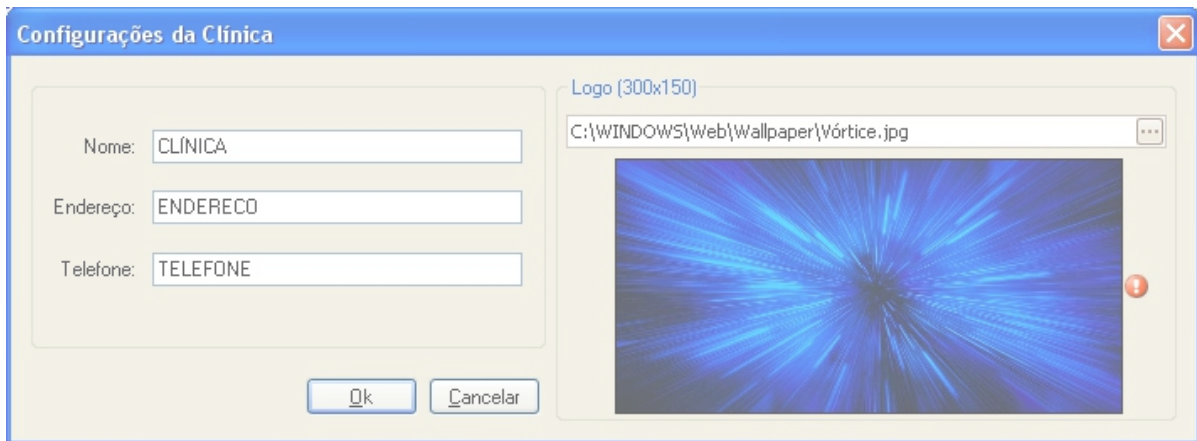 Configurações da Clínica
Nome: CLÍNICA
Endereço: ENDERECO
Telefone: TELEFONE
Ok Cancelar
Logo (300x150)
C:\WINDOWS\Web\Wallpaper\Vórtice.jpg ...